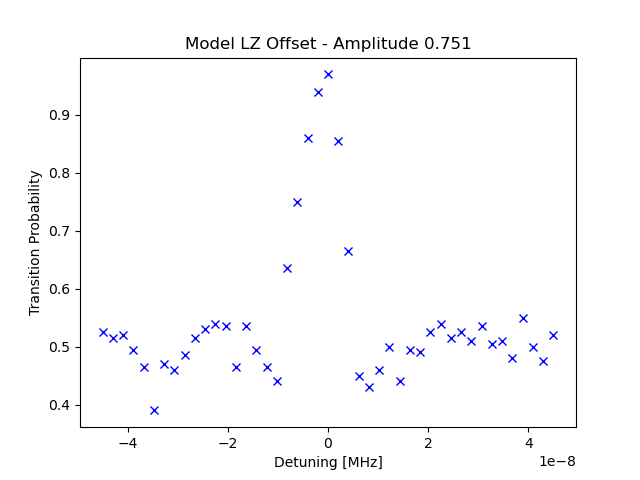 Model LZ Offset - Amplitude 0.751
Transition Probability
0.9
0.8
0.7
0.6
0.5
0.4
−4
−2
0
2
4
1e−8
Detuning [MHz]